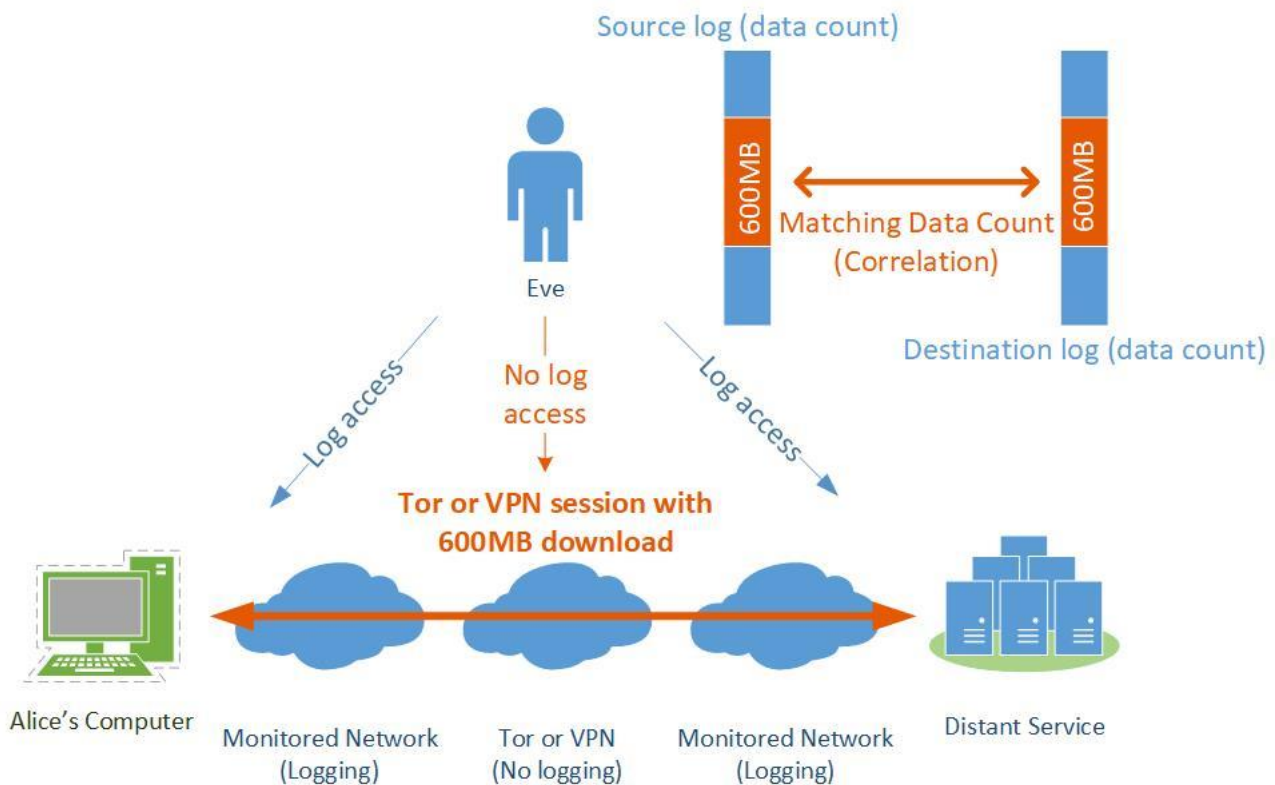 Source log (data count)
600MB
600MB
Matching Data Count
(Correlation)
Destination log (data count)
Eve
Log access
No log
access
Log access
Tor or VPN session with
600MB download
Alice's Computer
Monitored Network
(Logging)
Tor or VPN
(No logging)
Monitored Network
(Logging)
Distant Service